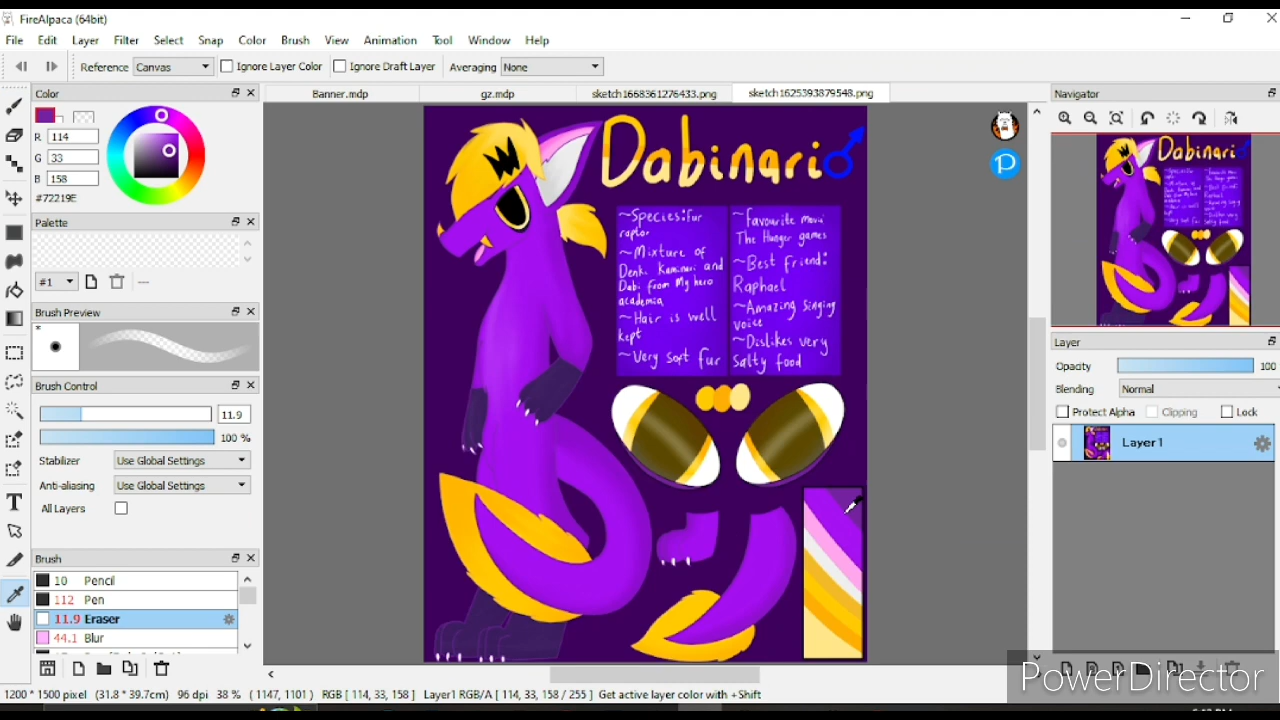 FireAlpaca (64bit)
File Edit Layer Filter Select Snap Color Brush View Animation Tool Window Help
Reference Canvas Ignore Layer Color Ignore Draft Layer Averaging None
Color
Banner.mdp gz.mdp sketch1668361276433.png sketch1625393879548.png
Navigator
R 114
G 33
B 158
#72219E
Palette
#1
Brush Preview
*
Brush Control
11.9
100 %
Stabilizer Use Global Settings
Anti-aliasing Use Global Settings
All Layers
Brush
10 Pencil
112 Pen
11.9 Eraser
44.1 Blur
Dabinari♂
~Species:fur
raptor
~Mixture of
Denki Kaminari and
Dabi from My hero
academia
~Hair is well
kept
~Very soft fur
~Favourite movie
The Hunger games
~Best friend:
Raphael
~Amazing singing
voice
~Dislikes very
Salty food
P
Layer
Opacity 100
Blending Normal
Protect Alpha Clipping Lock
Layer1
1200 * 1500 pixel (31.8 * 39.7cm) 96 dpi 38 % ( 1147, 1101 ) RGB [ 114, 33, 158 ] Layer1 RGB/A [ 114, 33, 158 / 255 ] Get active layer color with +Shift
PowerDirector